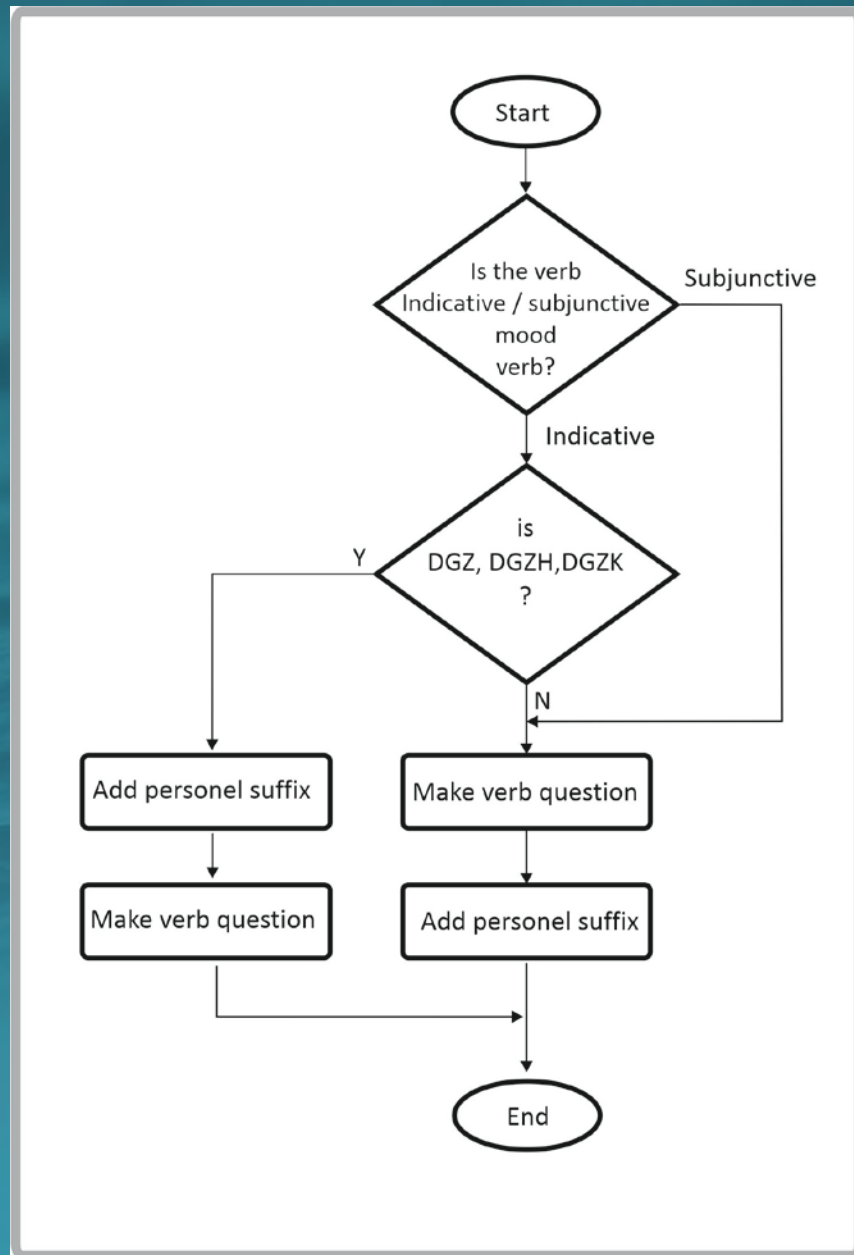 Start
Is the verb
Indicative / subjunctive
mood
verb?
Subjunctive
Indicative
is
DGZ, DGZH,DGZK
?
Y
N
Add personel suffix
Make verb question
Make verb question
Add personel suffix
End